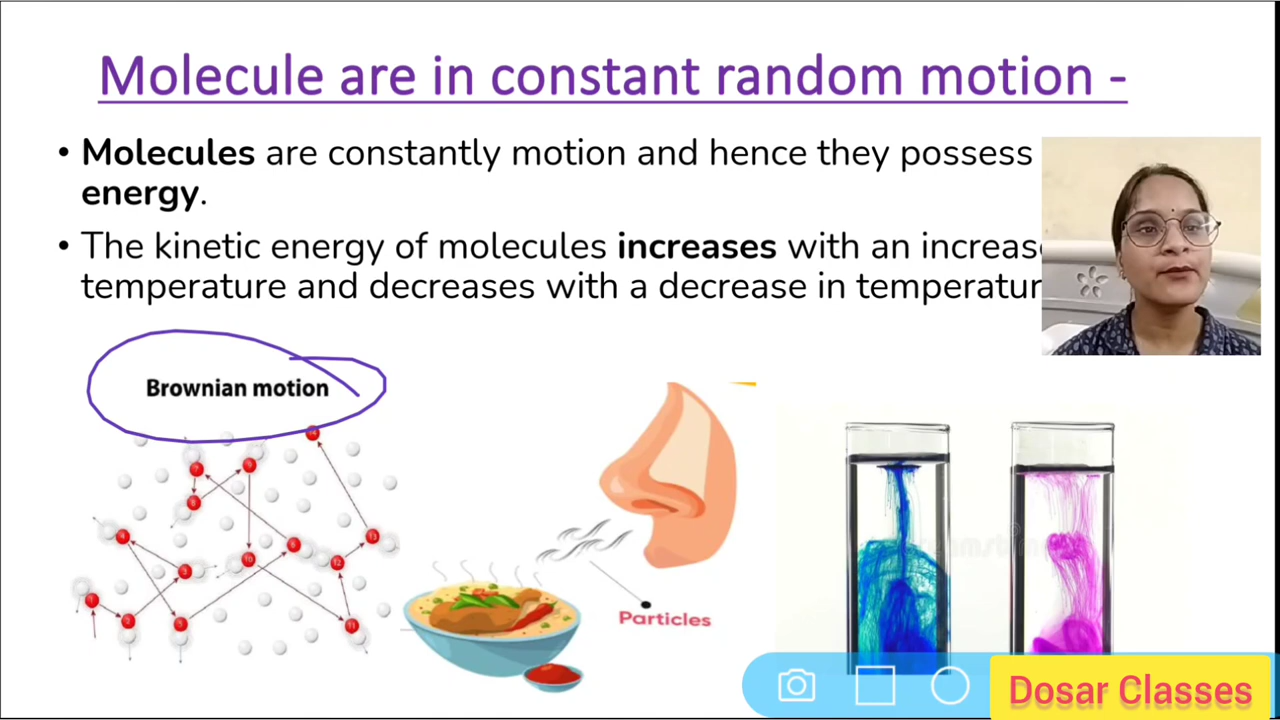 Molecule are in constant random motion -
• Molecules are constantly motion and hence they possess
energy.
• The kinetic energy of molecules increases with an increase
temperature and decreases with a decrease in temperatur
Brownian motion
Particles
Dosar Classes